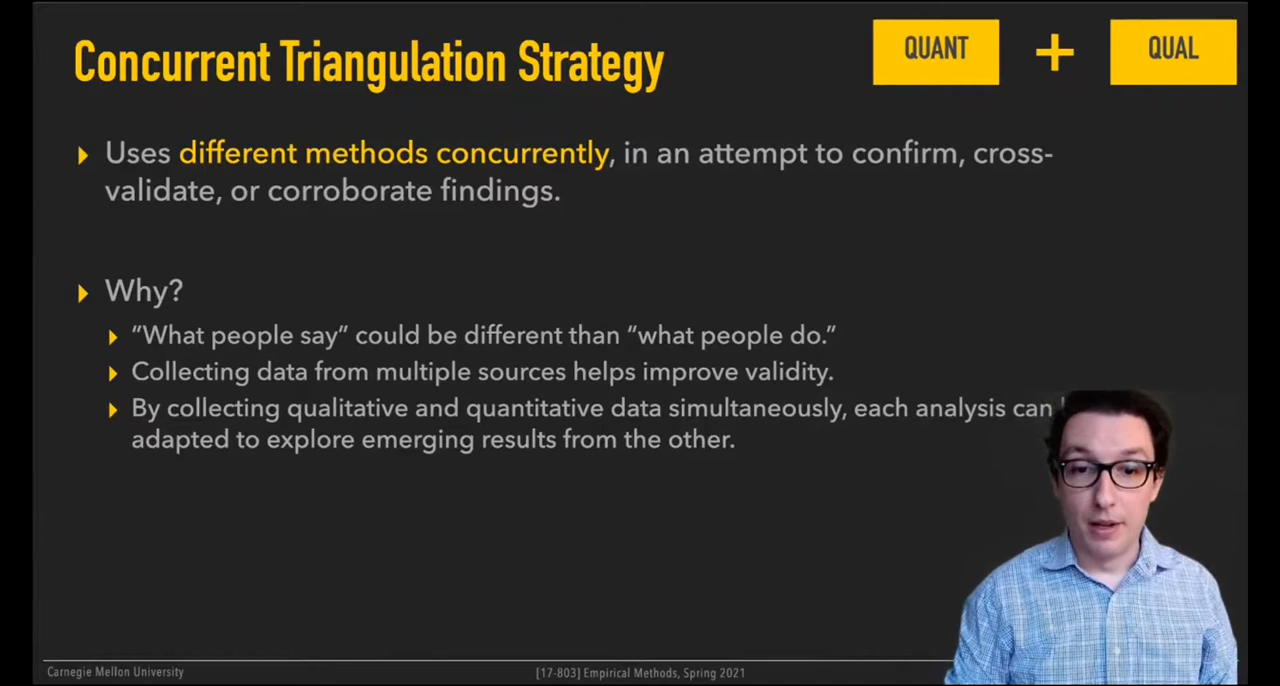 Concurrent Triangulation Strategy
QUANT + QUAL
Uses different methods concurrently, in an attempt to confirm, cross-
validate, or corroborate findings.
Why?
“What people say” could be different than “what people do.”
Collecting data from multiple sources helps improve validity.
By collecting qualitative and quantitative data simultaneously, each analysis can
adapted to explore emerging results from the other.
Carnegie Mellon University
[17-803] Empirical Methods, Spring 2021